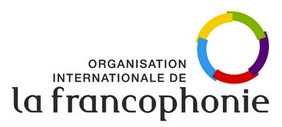 ORGANISATION
INTERNATIONALE DE
la francophonie